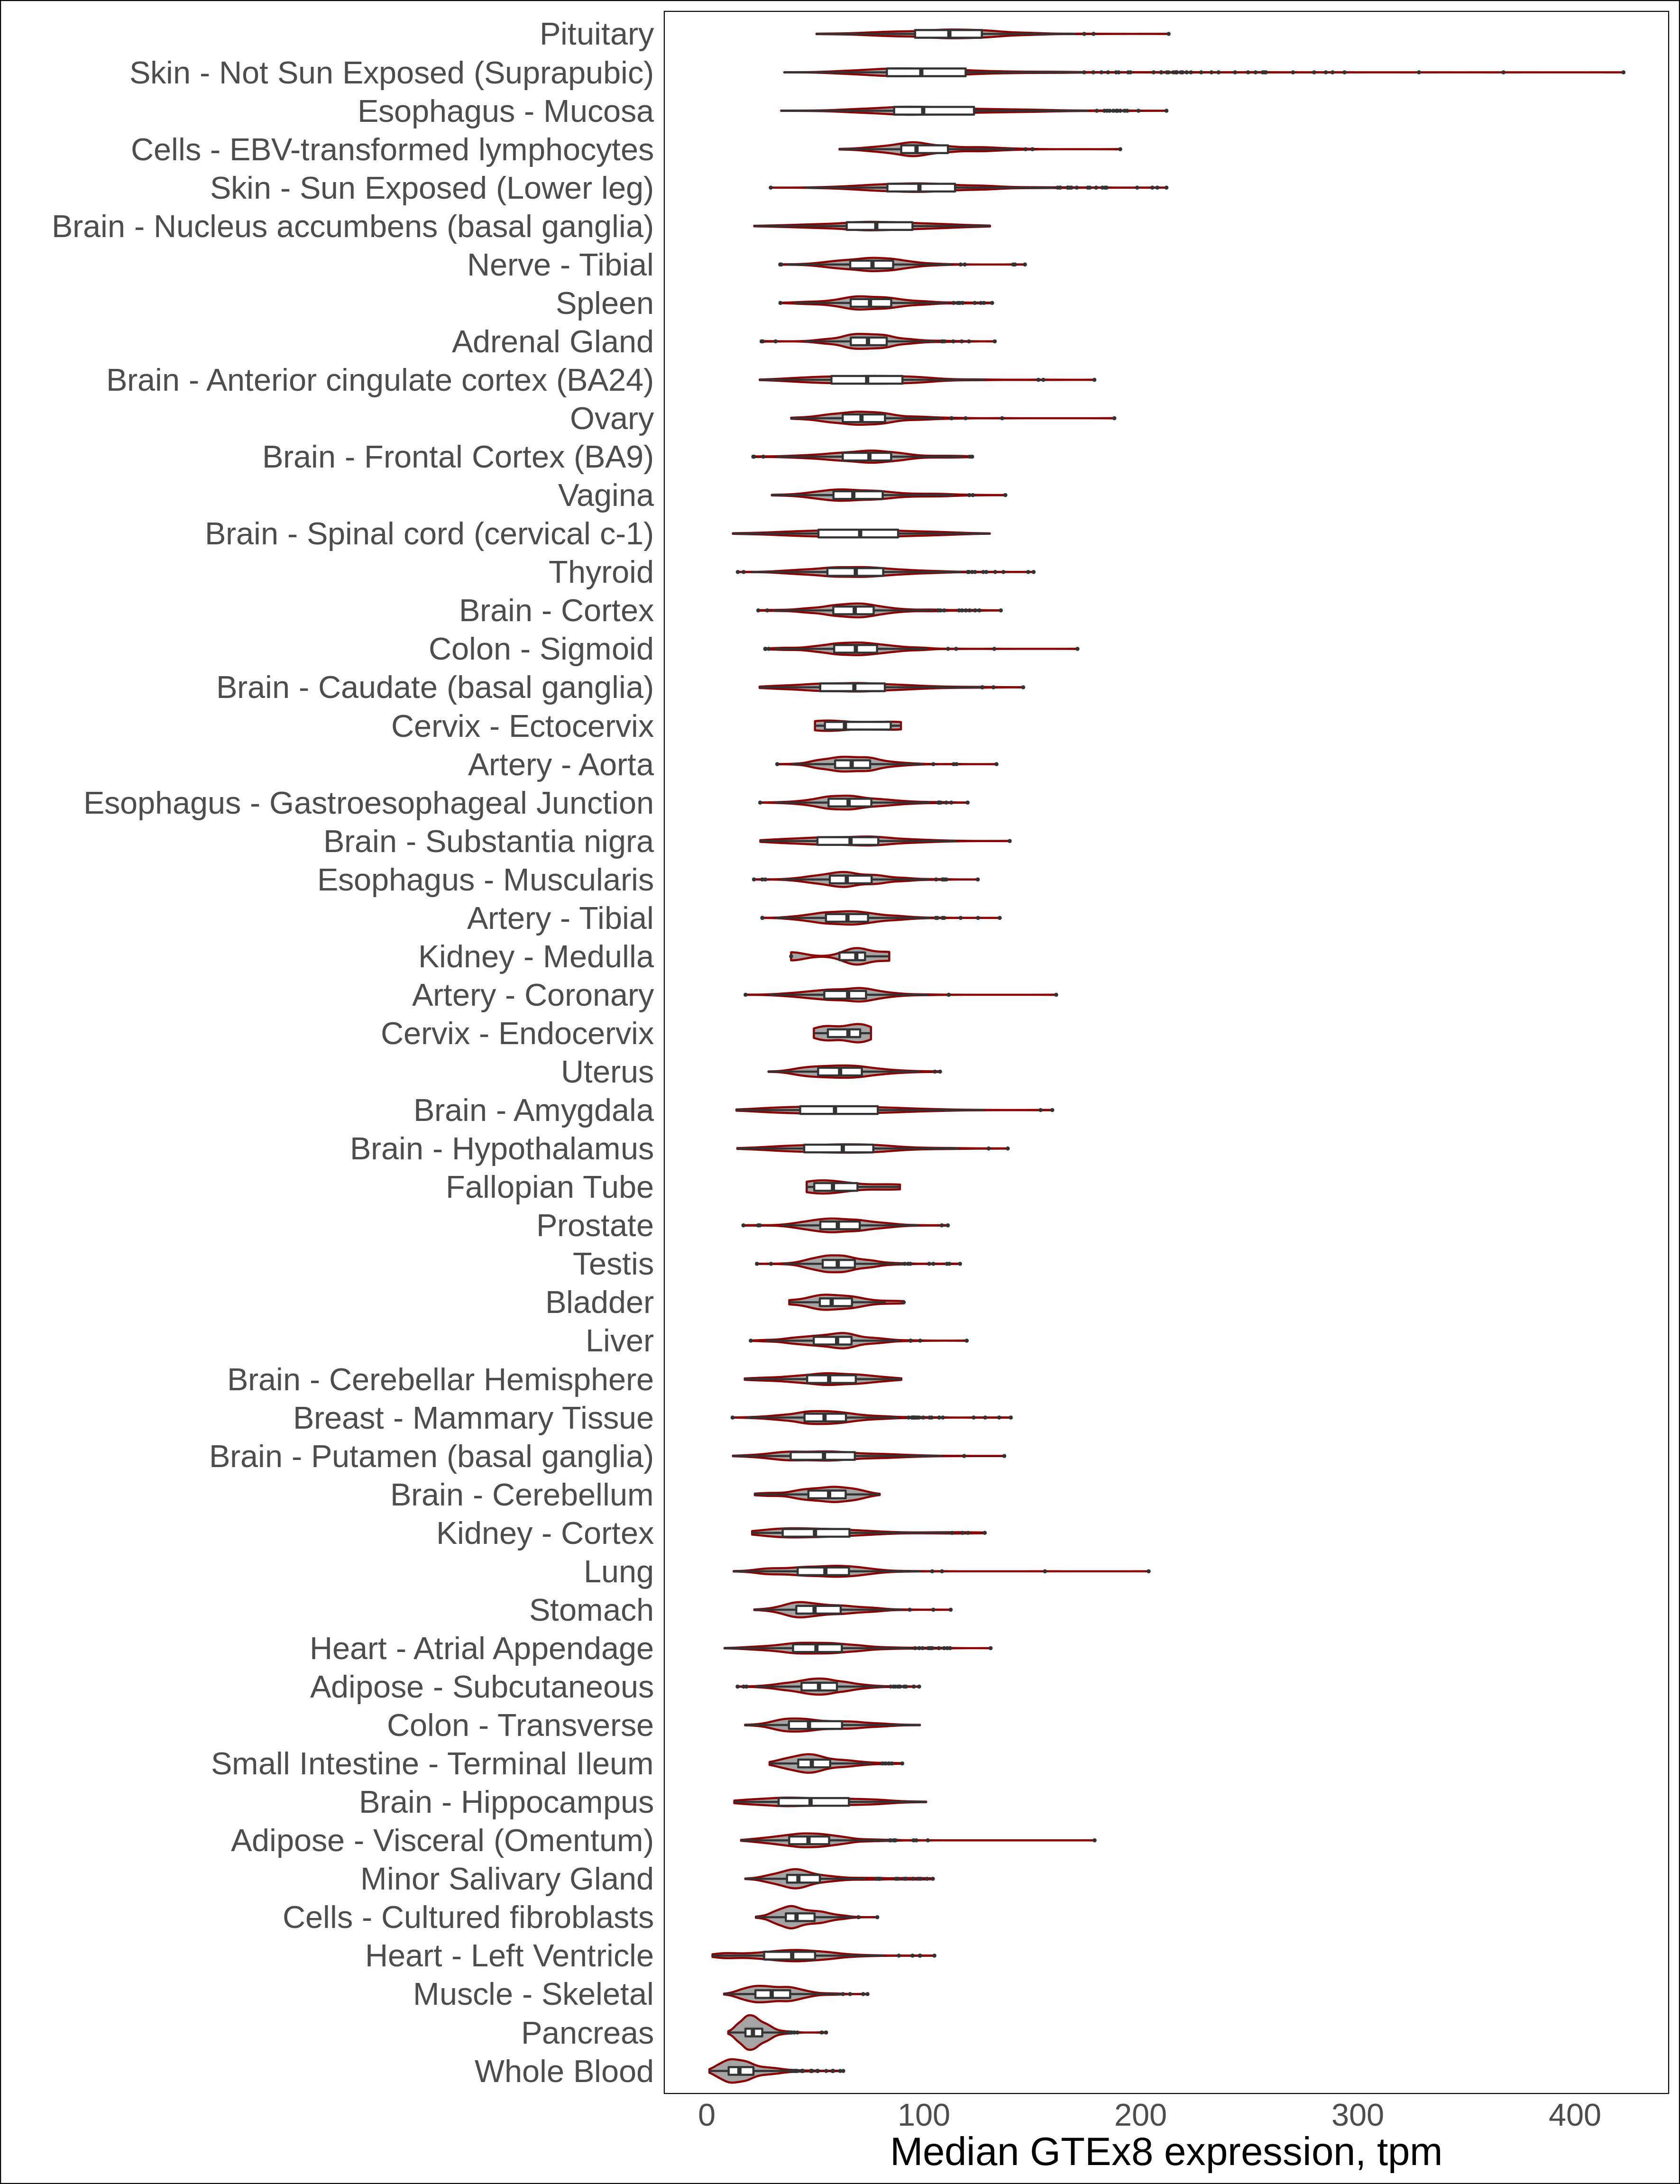 Pituitary
Skin - Not Sun Exposed (Suprapubic)
Esophagus - Mucosa
Cells - EBV-transformed lymphocytes
Skin - Sun Exposed (Lower leg)
Brain - Nucleus accumbens (basal ganglia)
Nerve - Tibial
Spleen
Adrenal Gland
Brain - Anterior cingulate cortex (BA24)
Ovary
Brain - Frontal Cortex (BA9)
Vagina
Brain - Spinal cord (cervical c-1)
Thyroid
Brain - Cortex
Colon - Sigmoid
Brain - Caudate (basal ganglia)
Cervix - Ectocervix
Artery - Aorta
Esophagus - Gastroesophageal Junction
Brain - Substantia nigra
Esophagus - Muscularis
Artery - Tibial
Kidney - Medulla
Artery - Coronary
Cervix - Endocervix
Uterus
Brain - Amygdala
Brain - Hypothalamus
Fallopian Tube
Prostate
Testis
Bladder
Liver
Brain - Cerebellar Hemisphere
Breast - Mammary Tissue
Brain - Putamen (basal ganglia)
Brain - Cerebellum
Kidney - Cortex
Lung
Stomach
Heart - Atrial Appendage
Adipose - Subcutaneous
Colon - Transverse
Small Intestine - Terminal Ileum
Brain - Hippocampus
Adipose - Visceral (Omentum)
Minor Salivary Gland
Cells - Cultured fibroblasts
Heart - Left Ventricle
Muscle - Skeletal
Pancreas
Whole Blood
0 100 200 300 400
Median GTEx8 expression, tpm